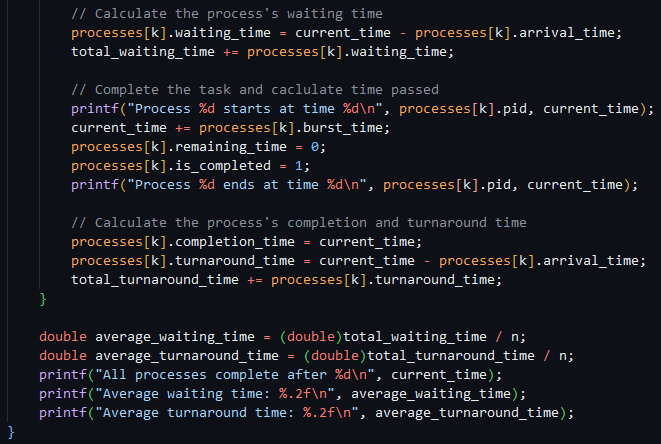 // Calculate the process's waiting time
processes[k].waiting_time = current_time - processes[k].arrival_time;
total_waiting_time += processes[k].waiting_time;
// Complete the task and caclulate time passed
printf("Process %d starts at time %d\n", processes[k].pid, current_time);
current_time += processes[k].burst_time;
processes[k].remaining_time = 0;
processes[k].is_completed = 1;
printf("Process %d ends at time %d\n", processes[k].pid, current_time);
// Calculate the process's completion and turnaround time
processes[k].completion_time = current_time;
processes[k].turnaround_time = current_time - processes[k].arrival_time;
total_turnaround_time += processes[k].turnaround_time;
}
double average_waiting_time = (double)total_waiting_time / n;
double average_turnaround_time = (double)total_turnaround_time / n;
printf("All processes complete after %d\n", current_time);
printf("Average waiting time: %.2f\n", average_waiting_time);
printf("Average turnaround time: %.2f\n", average_turnaround_time);
}